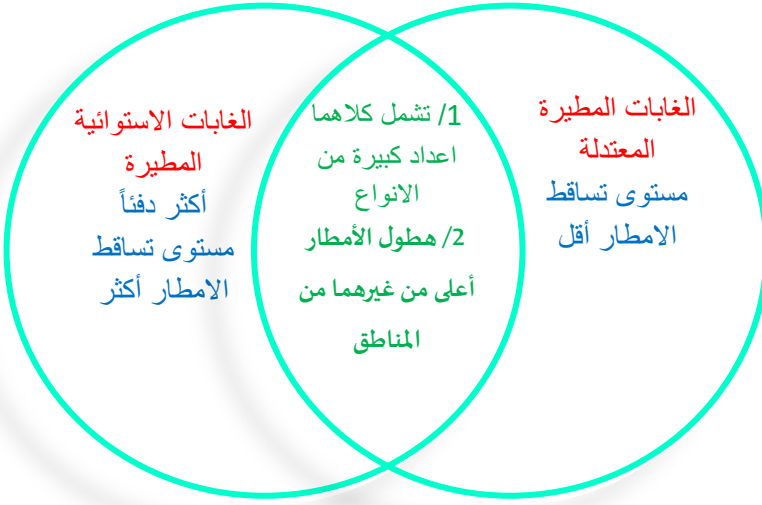 الغابات المطيرة
المعتدلة
مستوى تساقط
الامطار أقل
1/ تشمل كلاهما
اعداد كبيرة من
الانواع
2/ هطول الأمطار
أعلى من غيرهما من
المناطق
الغابات الاستوائية
المطيرة
أكثر دفئاً
مستوى تساقط
الامطار أكثر